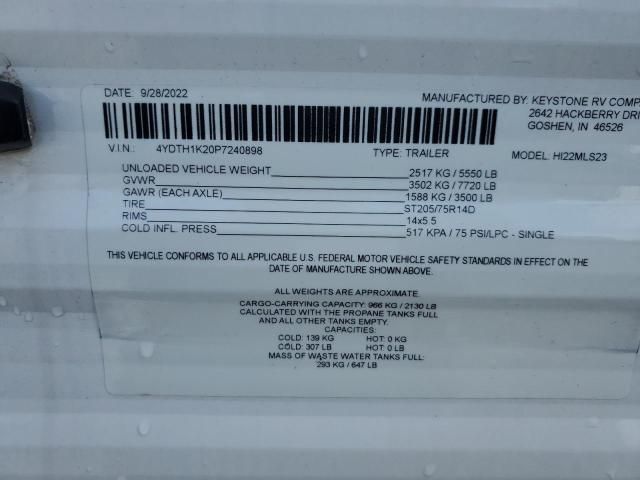 DATE: 9/28/2022 MANUFACTURED BY: KEYSTONE RV COMP
2642 HACKBERRY DRI
GOSHEN, IN 46526
V.I.N.: 4YDTH1K20P7240898 TYPE: TRAILER MODEL: HI22MLS23
UNLOADED VEHICLE WEIGHT 2517 KG / 5550 LB
GVWR 3502 KG / 7720 LB
GAWR (EACH AXLE) 1588 KG / 3500 LB
TIRE ST205/75R14D
RIMS 14x5.5
COLD INFL. PRESS 517 KPA / 75 PSI/LPC - SINGLE
THIS VEHICLE CONFORMS TO ALL APPLICABLE U.S. FEDERAL MOTOR VEHICLE SAFETY STANDARDS IN EFFECT ON THE
DATE OF MANUFACTURE SHOWN ABOVE.
ALL WEIGHTS ARE APPROXIMATE.
CARGO-CARRYING CAPACITY: 966 KG / 2130 LB
CALCULATED WITH THE PROPANE TANKS FULL
AND ALL OTHER TANKS EMPTY.
CAPACITIES:
COLD: 139 KG HOT: 0 KG
COLD: 307 LB HOT: 0 LB
MASS OF WASTE WATER TANKS FULL:
293 KG / 647 LB